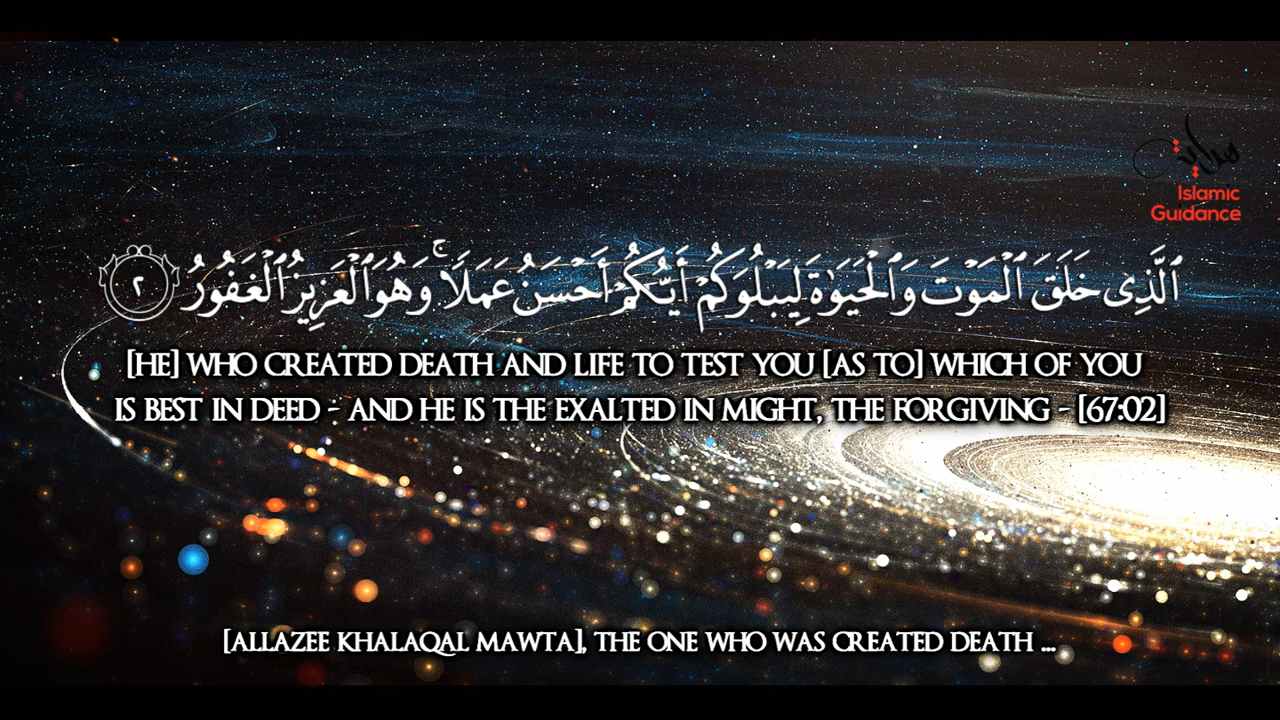 هداية
Islamic
Guidance
ٱلَّذِى خَلَقَ ٱلْمَوْتَ وَٱلْحَيَوٰةَ لِيَبْلُوَكُمْ أَيُّكُمْ أَحْسَنُ عَمَلًا ۚ وَهُوَ ٱلْعَزِيزُ ٱلْغَفُورُ ٢
[HE] WHO CREATED DEATH AND LIFE TO TEST YOU [AS TO] WHICH OF YOU
IS BEST IN DEED - AND HE IS THE EXALTED IN MIGHT, THE FORGIVING - [67:02]
[ALLAZEE KHALAQAL MAWTA], THE ONE WHO WAS CREATED DEATH ...